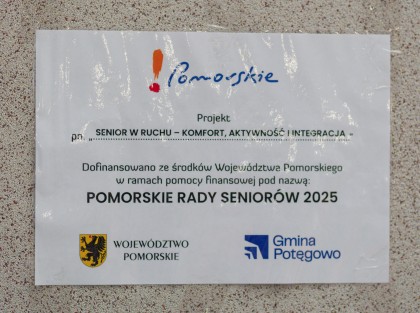 !Pomorskie
Projekt
pn. „SENIOR W RUCHU – KOMFORT, AKTYWNOŚĆ I INTEGRACJA „
Dofinansowano ze środków Województwa Pomorskiego
w ramach pomocy finansowej pod nazwą:
POMORSKIE RADY SENIORÓW 2025
WOJEWÓDZTWO
POMORSKIE
Gmina
Potęgowo